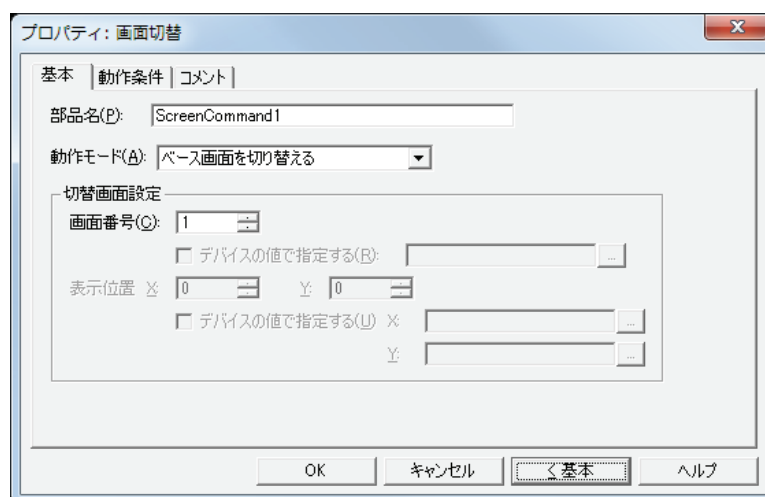 プロパティ: 画面切替
基本 動作条件 コメント
部品名(P): ScreenCommand1
動作モード(A): ベース画面を切り替える
切替画面設定
画面番号(C): 1
デバイスの値で指定する(R): ...
表示位置 X: 0 Y: 0
デバイスの値で指定する(U) X: ...
Y: ...
OK キャンセル < 基本 ヘルプ